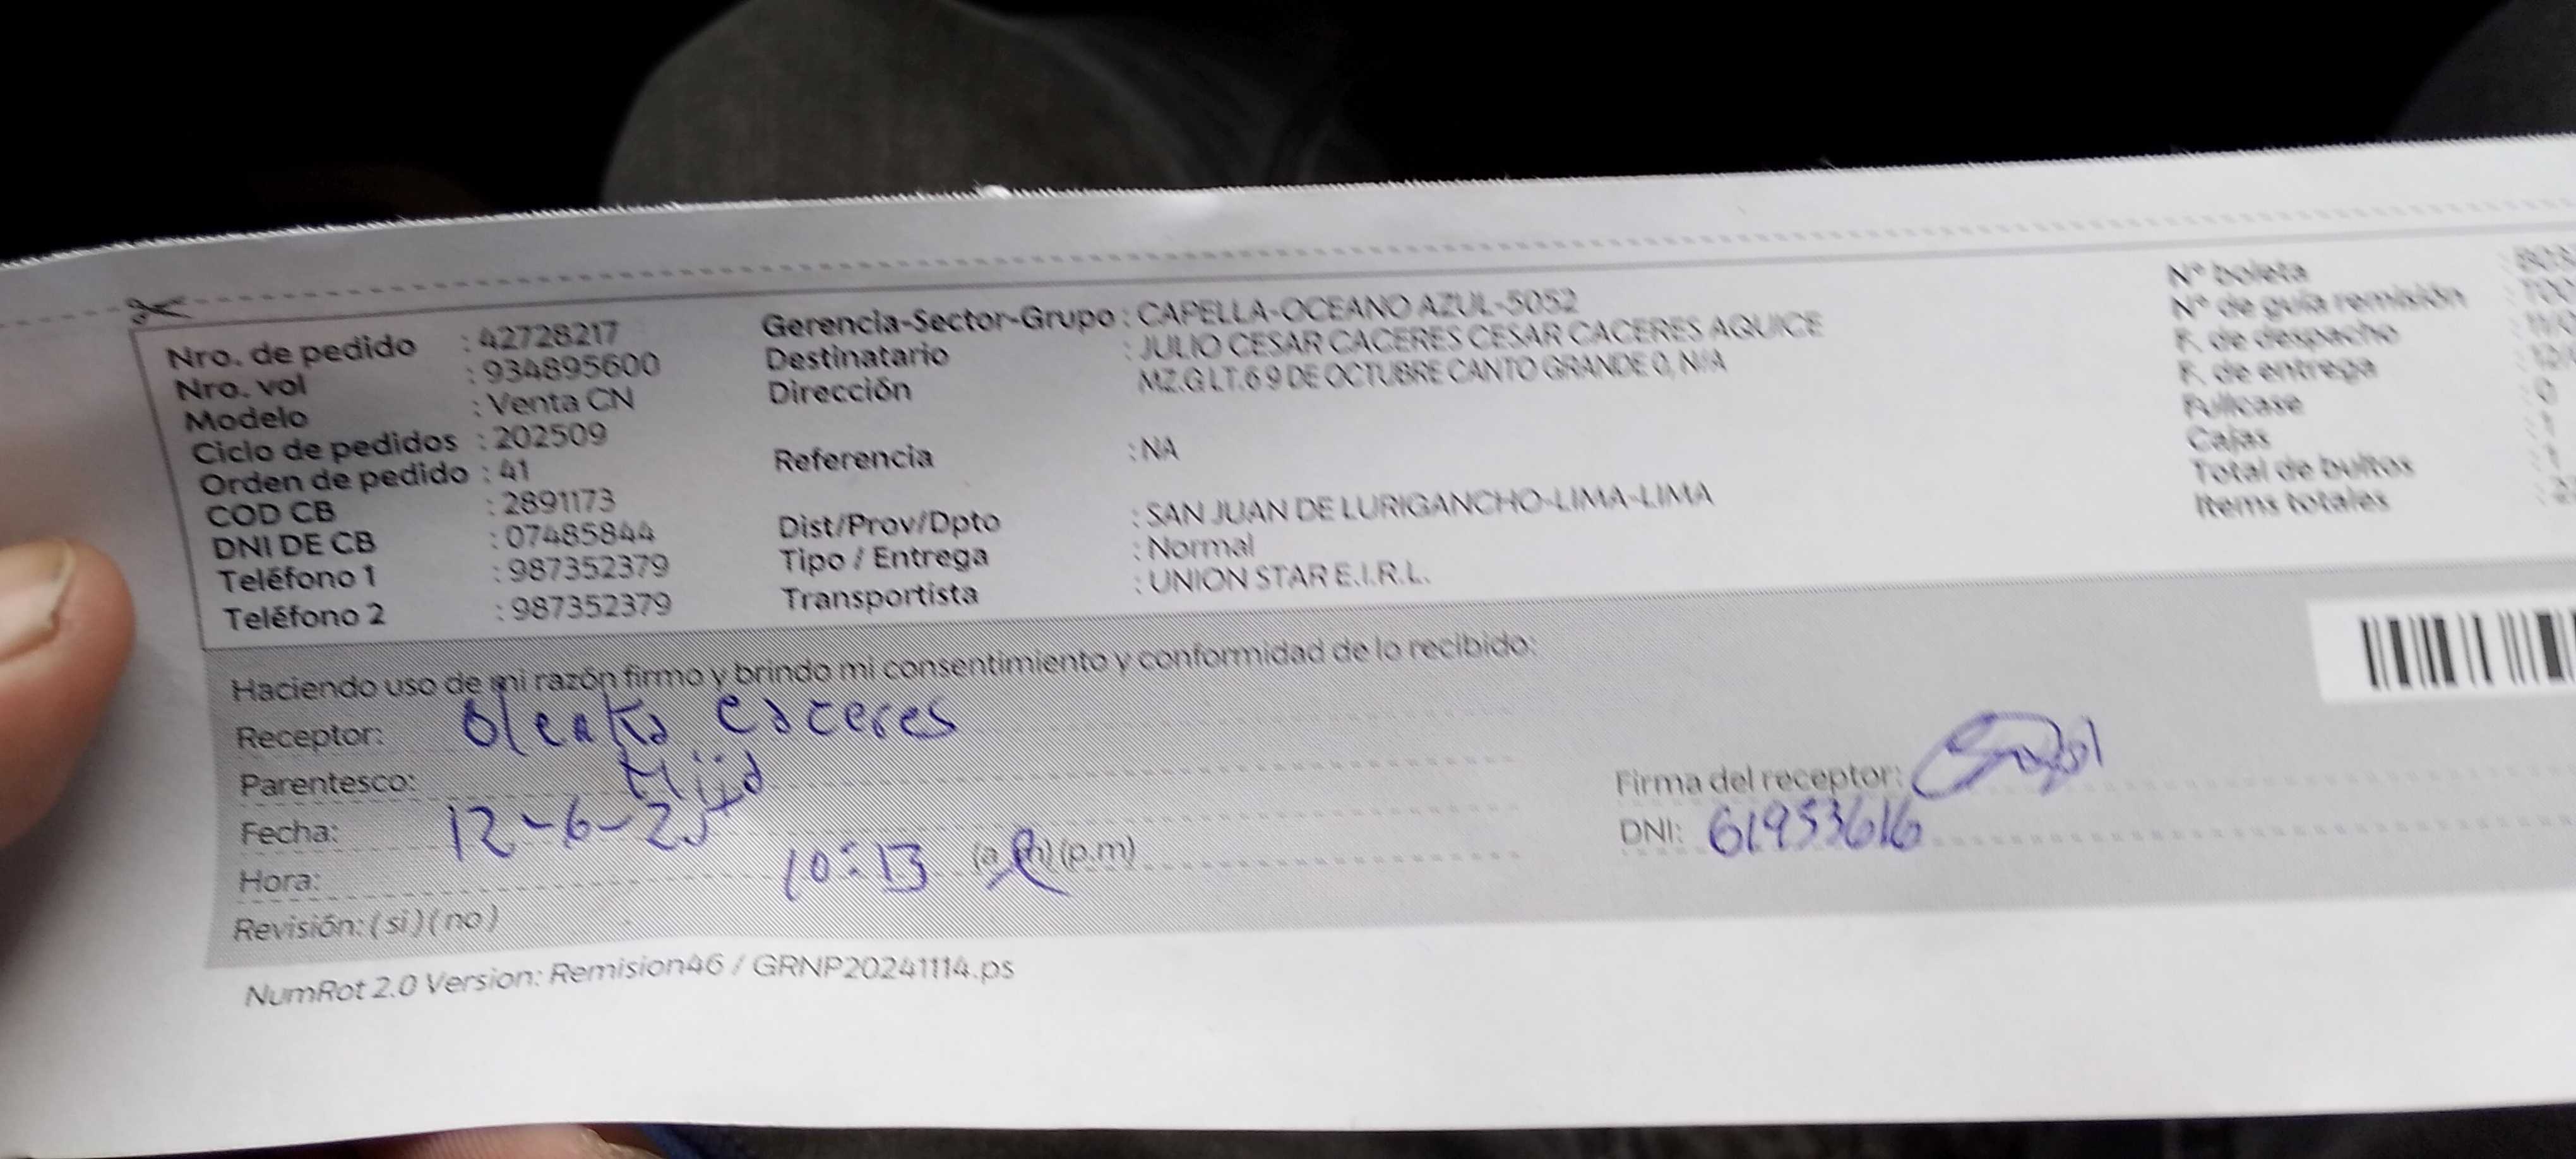 Nro. de pedido : 42728217
Nro. vol : 934895600
Modelo : Venta CN
Ciclo de pedidos : 202509
Orden de pedido : 41
COD CB : 2891173
DNI DE CB : 07485844
Teléfono 1 : 987352379
Teléfono 2 : 987352379
Gerencia-Sector-Grupo : CAPELLA-OCEANO AZUL-5052
Destinatario : JULIO CESAR CACERES CESAR CACERES AQUICE
Dirección MZ.G LT.6 9 DE OCTUBRE CANTO GRANDE 0, N/A
Referencia : NA
Dist/Prov/Dpto : SAN JUAN DE LURIGANCHO-LIMA-LIMA
Tipo / Entrega : Normal
Transportista : UNION STAR E.I.R.L.
N° boleta
N° de guía remisión
F. de despacho
F. de entrega
Fullcase : 0
Cajas : 1
Total de bultos : 1
Items totales
Haciendo uso de mi razón firmo y brindo mi consentimiento y conformidad de lo recibido:
Receptor: caceres
Parentesco: Hija
Fecha: 12-6-25
Hora: 10:13 (a.m) (p.m)
Revisión: (si) (no)
Firma del receptor:
DNI: 61953616
NumRot 2.0 Version: Remision46 / GRNP20241114.ps